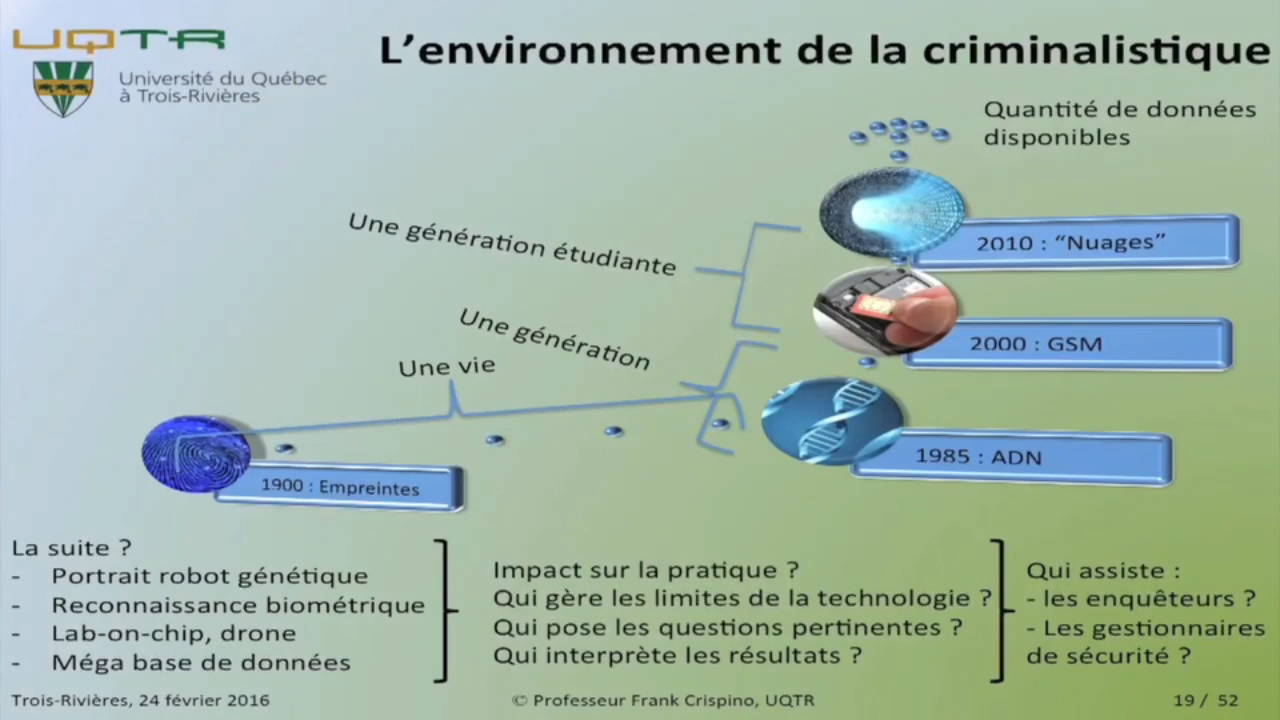 UQTR
Université du Québec
à Trois-Rivières
L'environnement de la criminalistique
Quantité de données
disponibles
Une génération étudiante
2010 : “Nuages”
Une génération
2000 : GSM
Une vie
1985 : ADN
1900 : Empreintes
La suite ?
- Portrait robot génétique
- Reconnaissance biométrique
- Lab-on-chip, drone
- Méga base de données
Impact sur la pratique ?
Qui gère les limites de la technologie ?
Qui pose les questions pertinentes ?
Qui interprète les résultats ?
Qui assiste :
- les enquêteurs ?
- Les gestionnaires
de sécurité ?
Trois-Rivières, 24 février 2016
© Professeur Frank Crispino, UQTR
19 / 52